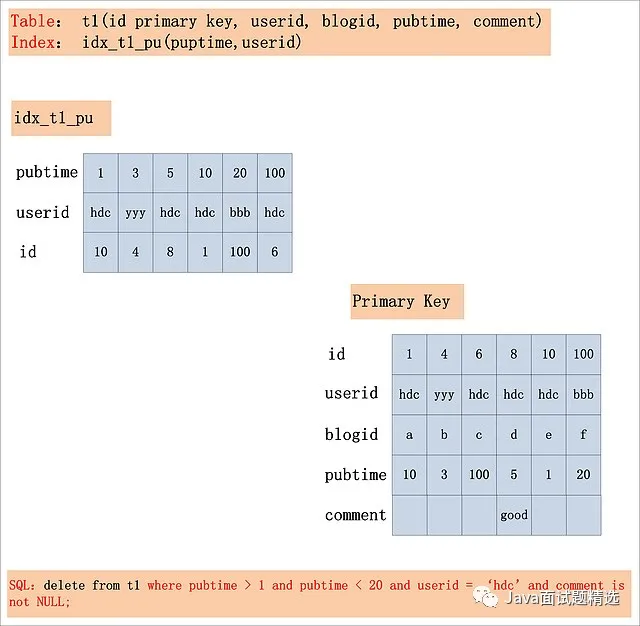 Table: t1(id primary key, userid, blogid, pubtime, comment)
Index: idx_t1_pu(puptime,userid)
idx_t1_pu
pubtime 1 3 5 10 20 100
userid hdc yyy hdc hdc bbb hdc
id 10 4 8 1 100 6
Primary Key
id 1 4 6 8 10 100
userid hdc yyy hdc hdc hdc bbb
blogid a b c d e f
pubtime 10 3 100 5 1 20
comment good
SQL: delete from t1 where pubtime > 1 and pubtime < 20 and userid = ‘hdc’ and comment is
not NULL;
Java面试题精选